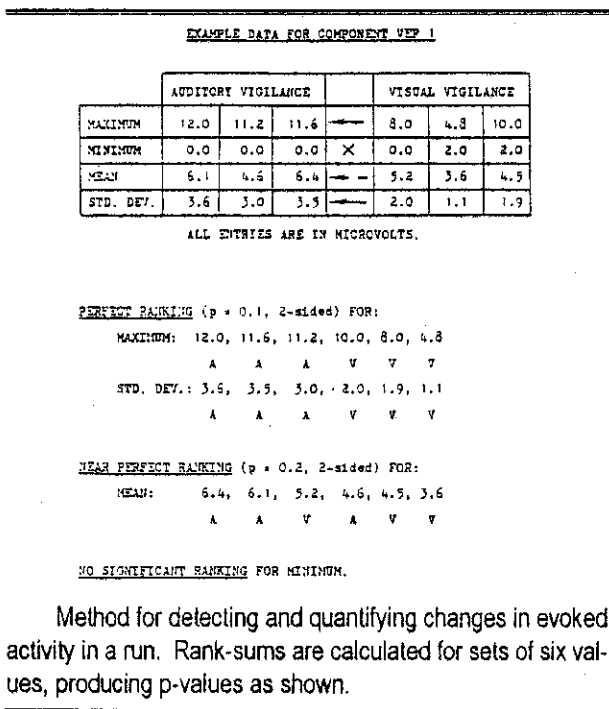 EXAMPLE DATA FOR COMPONENT VEP 1
AUDITORY VIGILANCE VISUAL VIGILANCE
MAXIMUM 12.0 11.2 11.6 ← 8.0 4.8 10.0
MINIMUM 0.0 0.0 0.0 × 0.0 2.0 2.0
MEAN 6.1 4.6 6.4 ← - 5.2 3.6 4.5
STD. DEV. 3.6 3.0 3.5 ← 2.0 1.1 1.9
ALL ENTRIES ARE IN MICROVOLTS.
PERFECT RANKING (p = 0.1, 2-sided) FOR:
MAXIMUM: 12.0, 11.6, 11.2, 10.0, 8.0, 4.8
A A A V V V
STD. DEV.: 3.6, 3.5, 3.0, 2.0, 1.9, 1.1
A A A V V V
NEAR PERFECT RANKING (p = 0.2, 2-sided) FOR:
MEAN: 6.4, 6.1, 5.2, 4.6, 4.5, 3.6
A A V A V V
NO SIGNIFICANT RANKING FOR MINIMUM.
Method for detecting and quantifying changes in evoked
activity in a run. Rank-sums are calculated for sets of six val-
ues, producing p-values as shown.